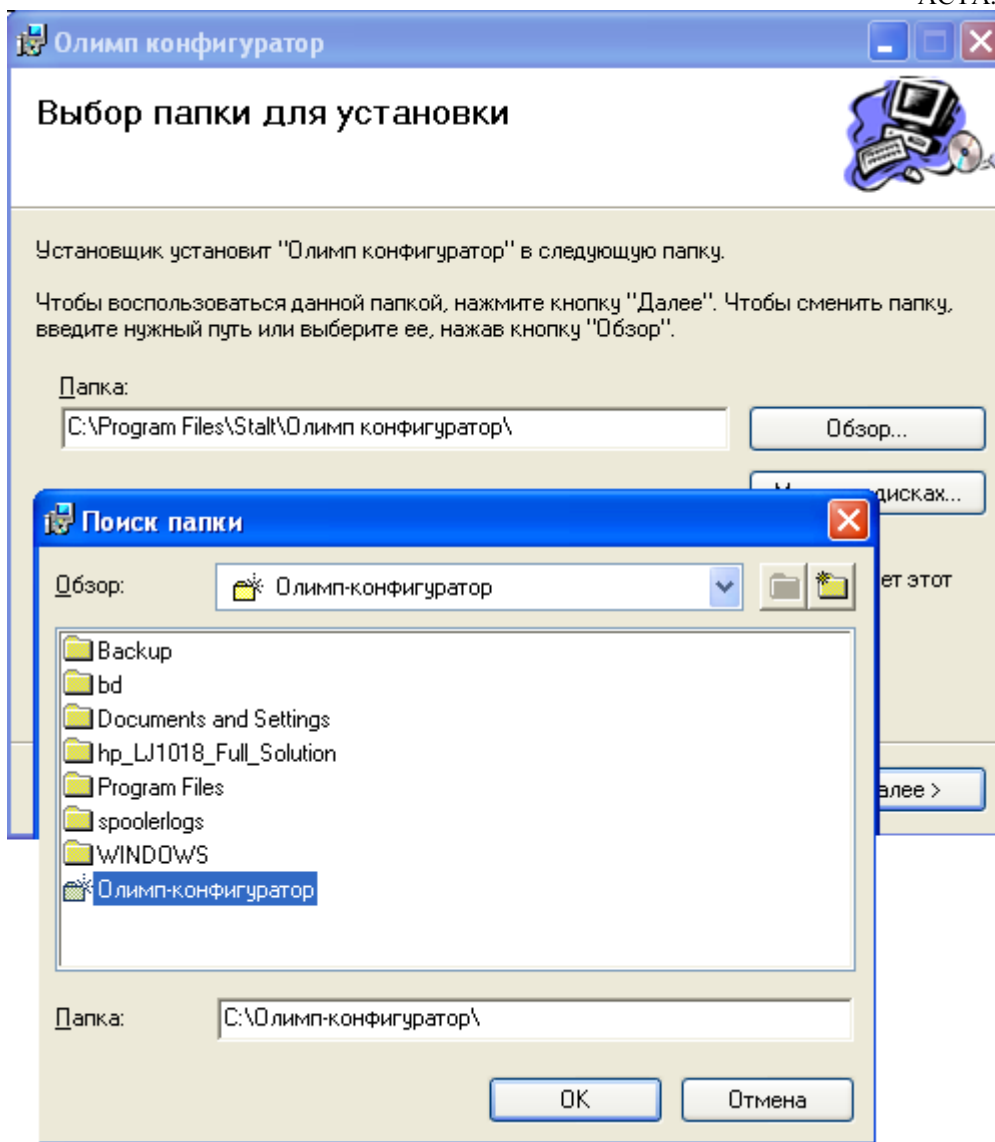 Олимп конфигуратор
Выбор папки для установки
Установщик установит "Олимп конфигуратор" в следующую папку.
Чтобы воспользоваться данной папкой, нажмите кнопку "Далее". Чтобы сменить папку,
введите нужный путь или выберите ее, нажав кнопку "Обзор".
Папка:
C:\Program Files\Stalt\Олимп конфигуратор\
Обзор...
дисках...
Поиск папки
Обзор:
Олимп-конфигуратор
ет этот
Backup
bd
Documents and Settings
hp_LJ1018_Full_Solution
Program Files
spoolerlogs
WINDOWS
Олимп-конфигуратор
алее >
Папка:
C:\Олимп-конфигуратор\
OK
Отмена